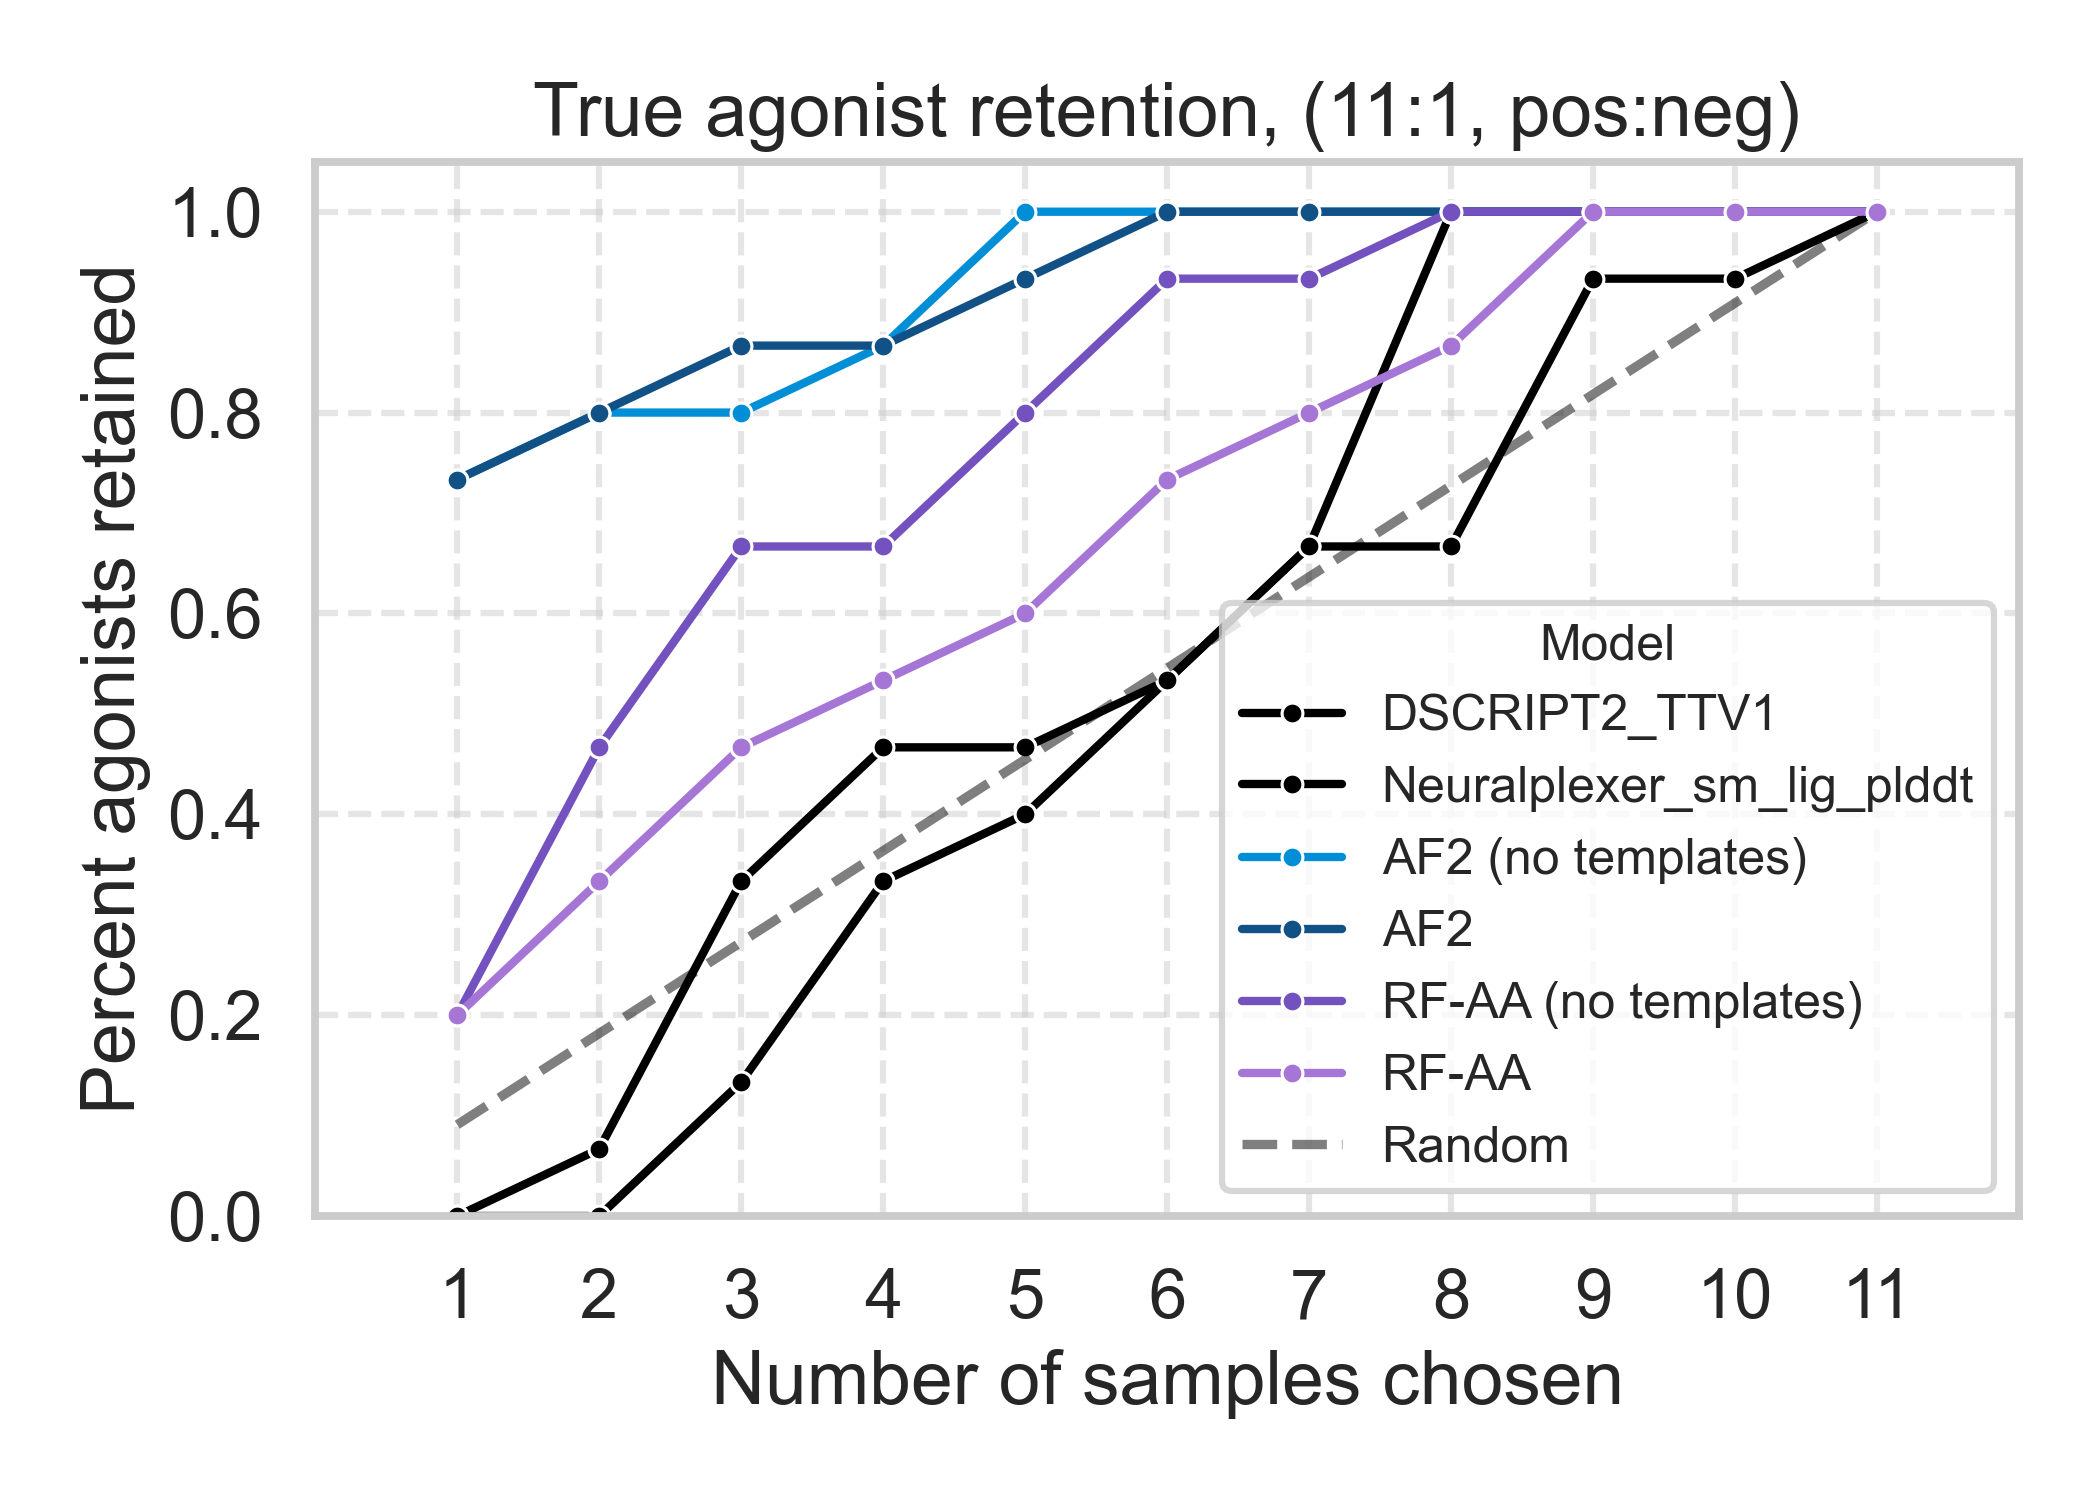 True agonist retention, (11:1, pos:neg)
Percent agonists retained
1.0
0.8
0.6
0.4
0.2
0.0
Model
DSCRIPT2_TTV1
Neuralplexer_sm_lig_plddt
AF2 (no templates)
AF2
RF-AA (no templates)
RF-AA
Random
1 2 3 4 5 6 7 8 9 10 11
Number of samples chosen